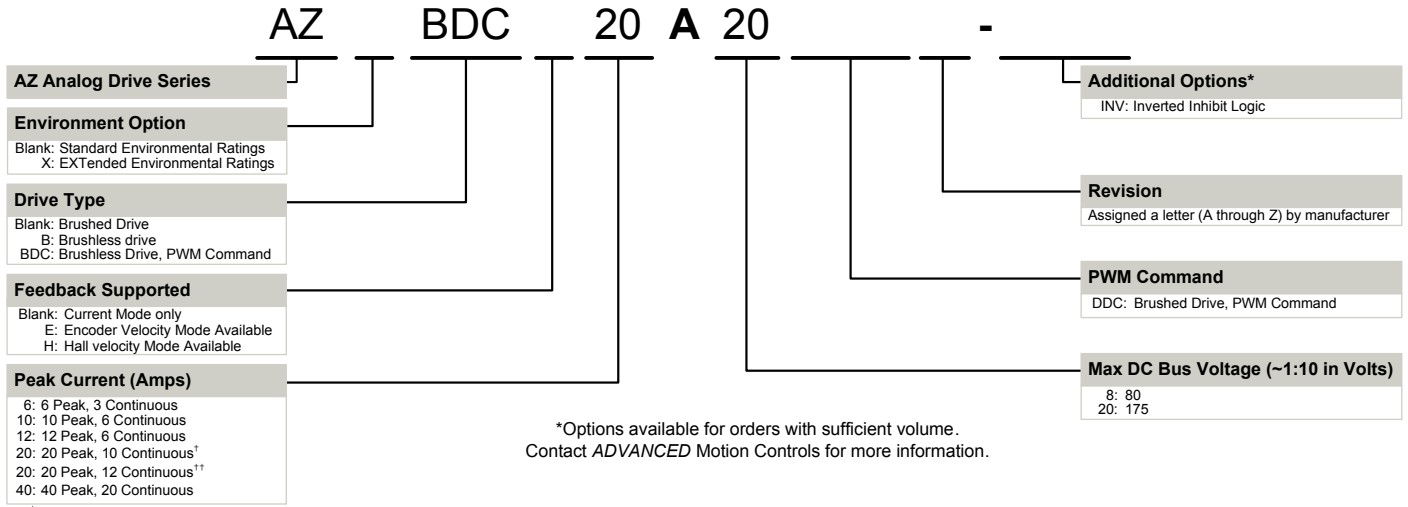 AZ BDC 20 A 20 -
AZ Analog Drive Series
Environment Option
Blank: Standard Environmental Ratings
X: EXTended Environmental Ratings
Drive Type
Blank: Brushed Drive
B: Brushless drive
BDC: Brushless Drive, PWM Command
Feedback Supported
Blank: Current Mode only
E: Encoder Velocity Mode Available
H: Hall velocity Mode Available
Peak Current (Amps)
6: 6 Peak, 3 Continuous
10: 10 Peak, 6 Continuous
12: 12 Peak, 6 Continuous
20: 20 Peak, 10 Continuous†
20: 20 Peak, 12 Continuous††
40: 40 Peak, 20 Continuous
Additional Options*
INV: Inverted Inhibit Logic
Revision
Assigned a letter (A through Z) by manufacturer
PWM Command
DDC: Brushed Drive, PWM Command
Max DC Bus Voltage (~1:10 in Volts)
8: 80
20: 175
*Options available for orders with sufficient volume.
Contact ADVANCED Motion Controls for more information.